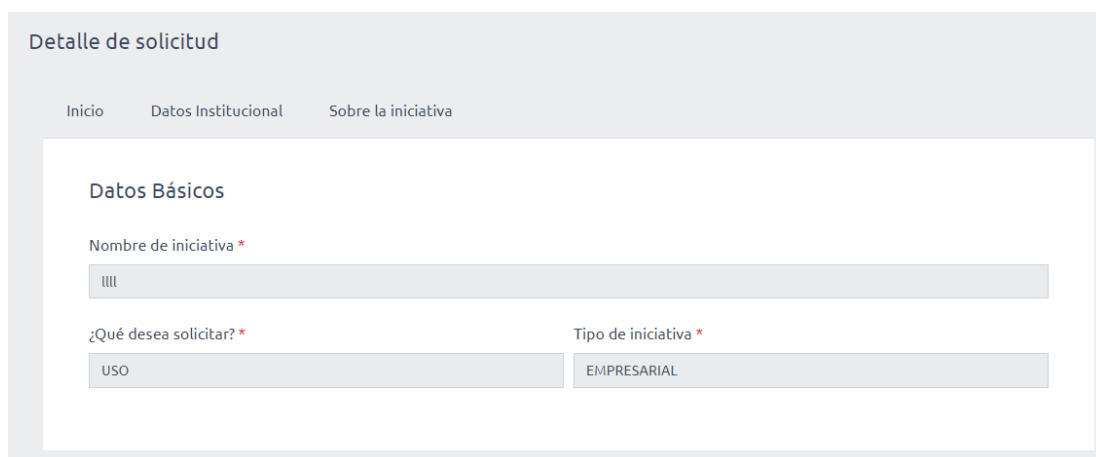 Detalle de solicitud
Inicio Datos Institucional Sobre la iniciativa
Datos Básicos
Nombre de iniciativa *
llll
¿Qué desea solicitar? * Tipo de iniciativa *
USO EMPRESARIAL